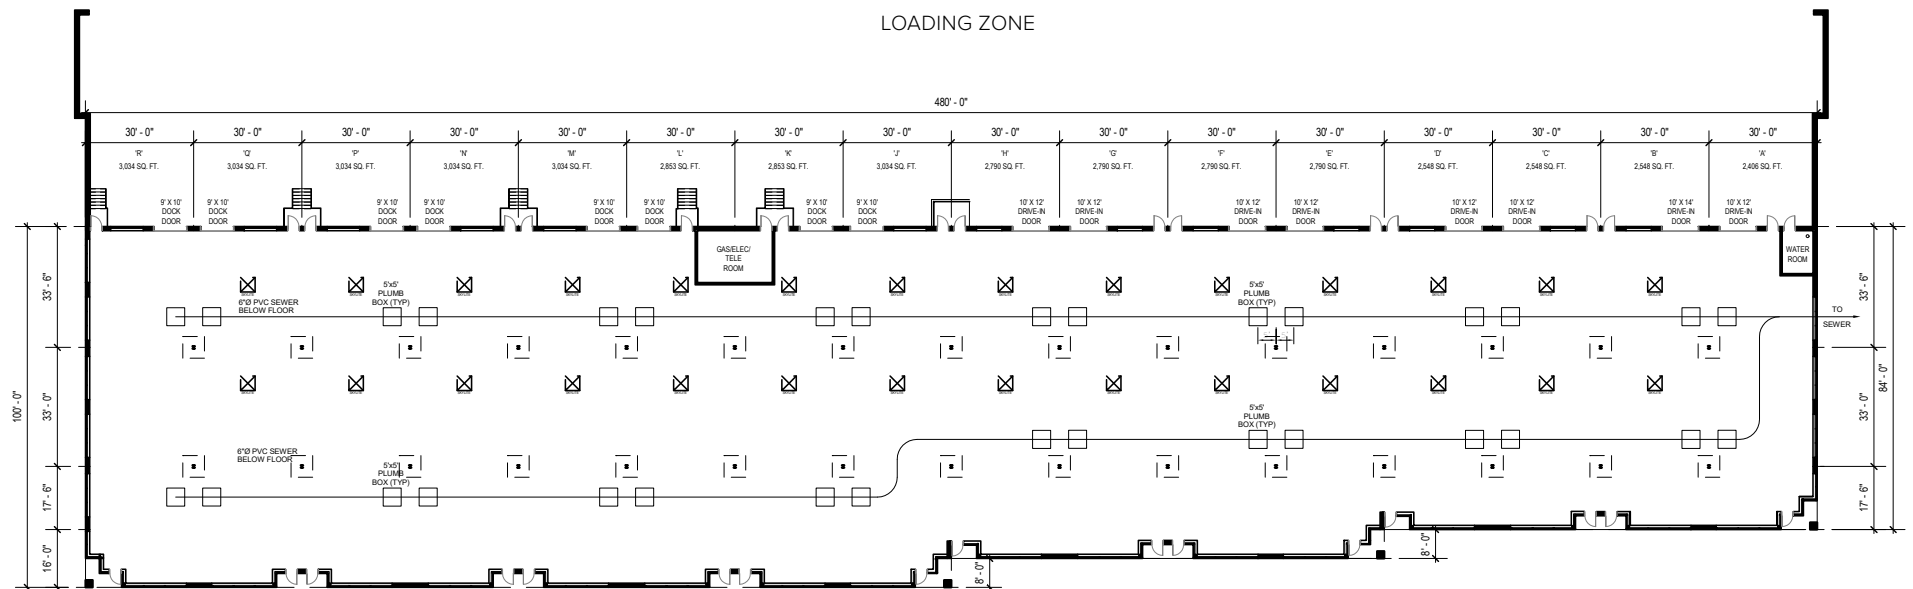 LOADING ZONE
480' - 0"
30' - 0" 30' - 0" 30' - 0" 30' - 0" 30' - 0" 30' - 0" 30' - 0" 30' - 0" 30' - 0" 30' - 0" 30' - 0" 30' - 0" 30' - 0" 30' - 0" 30' - 0" 30' - 0"
'R' 'Q' 'P' 'N' 'M' 'L' 'K' 'J' 'H' 'G' 'F' 'E' 'D' 'C' 'B' 'A'
3,034 SQ. FT. 3,034 SQ. FT. 3,034 SQ. FT. 3,034 SQ. FT. 3,034 SQ. FT. 2,853 SQ. FT. 2,853 SQ. FT. 3,034 SQ. FT. 2,790 SQ. FT. 2,790 SQ. FT. 2,790 SQ. FT. 2,790 SQ. FT. 2,548 SQ. FT. 2,548 SQ. FT. 2,548 SQ. FT. 2,406 SQ. FT.
9' X 10' 9' X 10' 9' X 10' 9' X 10' 9' X 10' 9' X 10' 9' X 10' 9' X 10' 10' X 12' 10' X 12' 10' X 12' 10' X 12' 10' X 12' 10' X 12' 10' X 14' 10' X 12'
DOCK DOCK DOCK DOCK DOCK DOCK DOCK DOCK DRIVE-IN DRIVE-IN DRIVE-IN DRIVE-IN DRIVE-IN DRIVE-IN DRIVE-IN DRIVE-IN
DOOR DOOR DOOR DOOR DOOR DOOR DOOR DOOR DOOR DOOR DOOR DOOR DOOR DOOR DOOR DOOR
GAS/ELEC/
TELE
ROOM
WATER
ROOM
33' - 6"
33' - 6"
5'x5'
PLUMB
BOX (TYP)
5'x5'
PLUMB
BOX (TYP)
6"Ø PVC SEWER
BELOW FLOOR
TO
SEWER
100' - 0"
33' - 0"
33' - 0"
84' - 0"
5'x5'
PLUMB
BOX (TYP)
6"Ø PVC SEWER
BELOW FLOOR
5'x5'
PLUMB
BOX (TYP)
17' - 6"
17' - 6"
16' - 0"
8' - 0"
8' - 0"